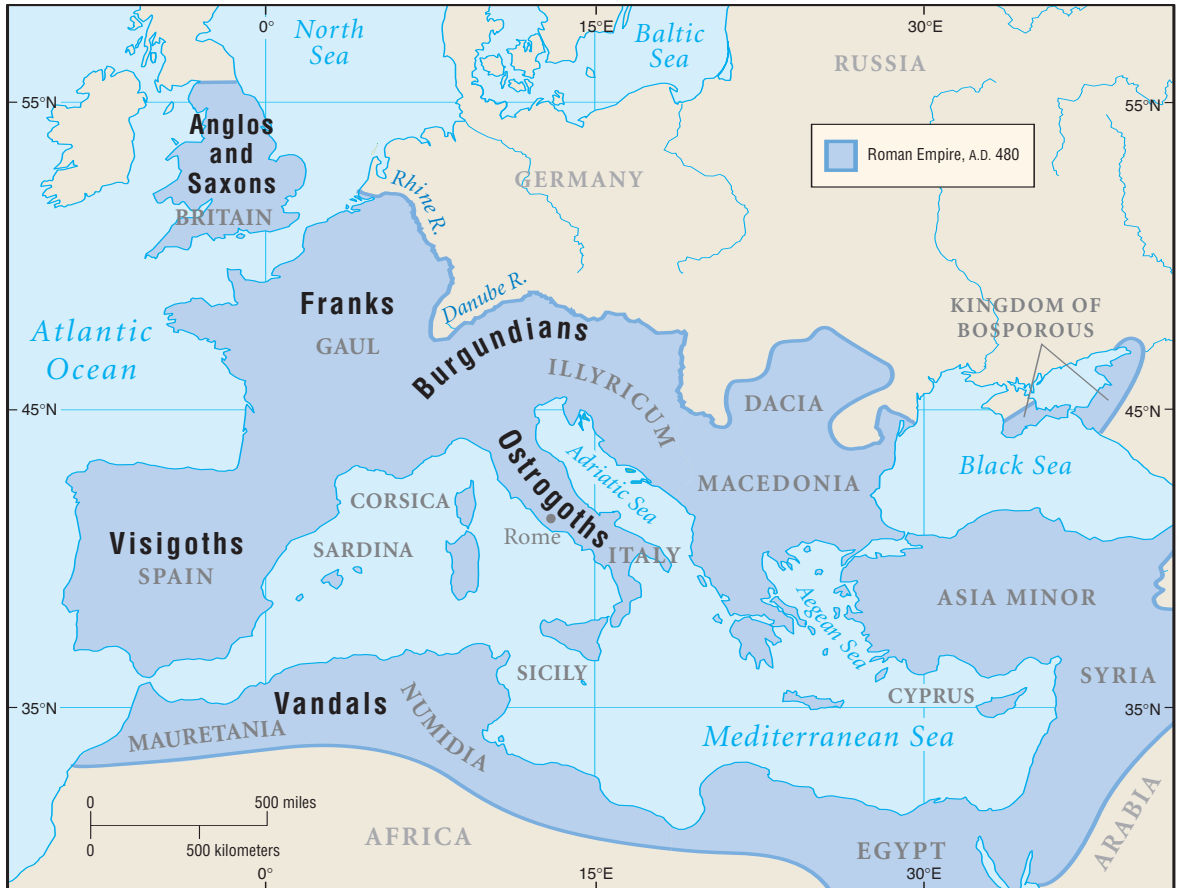 0°
15°E
30°E
North
Sea
Baltic
Sea
RUSSIA
55°N
55°N
Anglos
and
Saxons
BRITAIN
Roman Empire, A.D. 480
GERMANY
Rhine R.
Danube R.
Franks
GAUL
Burgundians
ILLYRICUM
KINGDOM OF
BOSPOROUS
Atlantic
Ocean
DACIA
45°N
45°N
Ostrogoths
Adriatic Sea
Black Sea
MACEDONIA
CORSICA
Visigoths
SPAIN
SARDINA
Rome
ITALY
ASIA MINOR
Aegean Sea
SICILY
CYPRUS
SYRIA
35°N
35°N
Vandals
MAURETANIA
NUMIDIA
Mediterranean Sea
0
500 miles
0
500 kilometers
AFRICA
EGYPT
ARABIA
0°
15°E
30°E